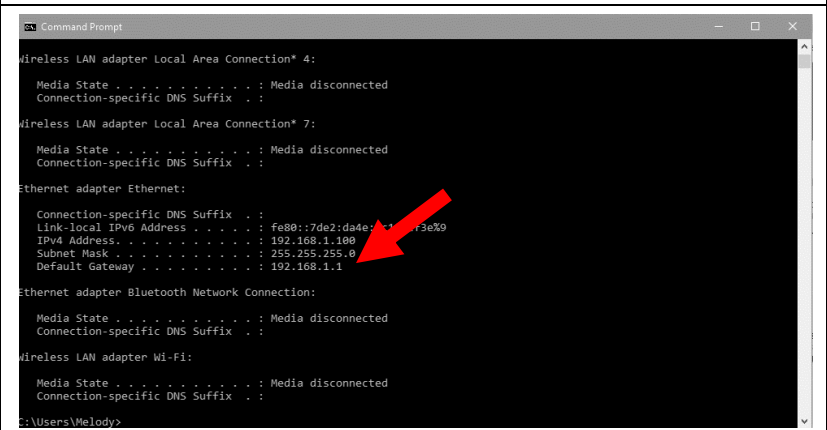 Command Prompt
Wireless LAN adapter Local Area Connection* 4:
Media State . . . . . . . . . . . : Media disconnected
Connection-specific DNS Suffix  . :
Wireless LAN adapter Local Area Connection* 7:
Media State . . . . . . . . . . . : Media disconnected
Connection-specific DNS Suffix  . :
Ethernet adapter Ethernet:
Connection-specific DNS Suffix  . :
Link-local IPv6 Address . . . . . :
IPv4 Address. . . . . . . . . . . : 192.168.1.100
Subnet Mask . . . . . . . . . . . : 255.255.255.0
Default Gateway . . . . . . . . . : 192.168.1.1
Ethernet adapter Bluetooth Network Connection:
Media State . . . . . . . . . . . : Media disconnected
Connection-specific DNS Suffix  . :
Wireless LAN adapter Wi-Fi:
Media State . . . . . . . . . . . : Media disconnected
Connection-specific DNS Suffix  . :
C:\Users\Melody>